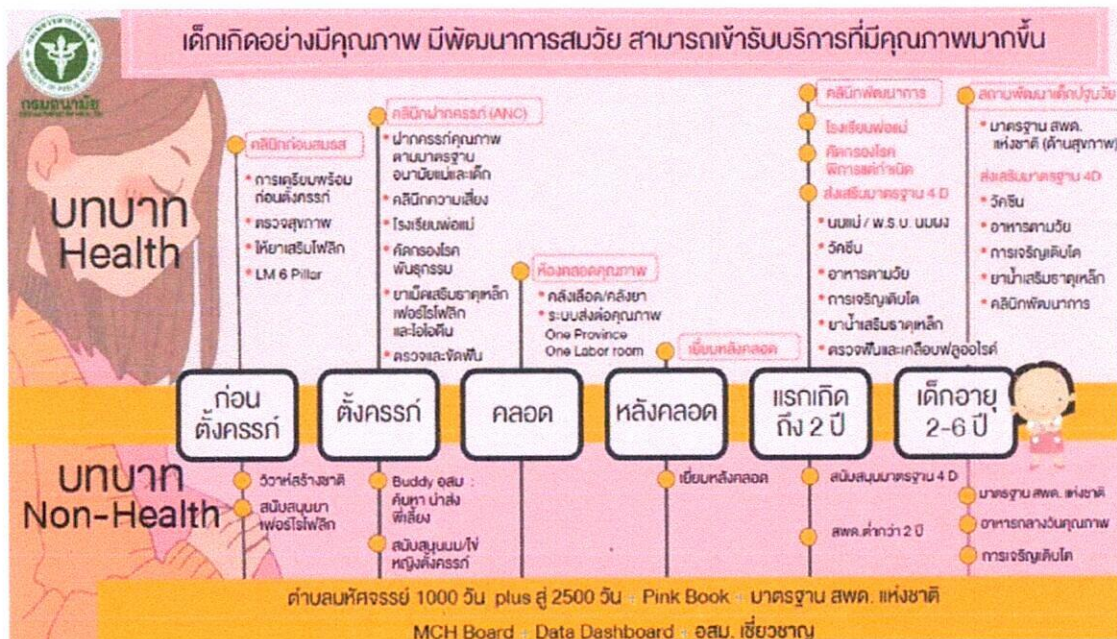 เด็กเกิดอย่างมีคุณภาพ มีพัฒนาการสมวัย สามารถเข้ารับบริการที่มีคุณภาพมากขึ้น
กรมอนามัย
บทบาท
Health
คลินิกก่อนสมรส
* การเตรียมพร้อม
ก่อนตั้งครรภ์
* ตรวจสุขภาพ
* ให้ยาเสริมโฟลิก
* LM 6 Pillar
คลินิกฝากครรภ์ (ANC)
* ฝากครรภ์คุณภาพ
ตามมาตรฐาน
อนามัยแม่และเด็ก
* คลินิกความเสี่ยง
* โรงเรียนพ่อแม่
* คัดกรองโรค
พันธุกรรม
* ยาเม็ดเสริมธาตุเหล็ก
เฟอร์ไรโฟลิก
และไอโอดีน
* ตรวจและขัดฟัน
ห้องคลอดคุณภาพ
* คลังเลือด/คลังยา
* ระบบส่งต่อคุณภาพ
One Province
One Labor room
เยี่ยมหลังคลอด
คลินิกพัฒนาการ
โรงเรียนพ่อแม่
คัดกรองโรค
พิการแต่กำเนิด
ส่งเสริมมาตรฐาน 4 D
* นมแม่ / พ.ร.บ. นมผง
* วัคซีน
* อาหารตามวัย
* การเจริญเติบโต
* ยาน้ำเสริมธาตุเหล็ก
* ตรวจฟันและเคลือบฟลูออไรด์
สถานพัฒนาเด็กปฐมวัย
* มาตรฐาน สพด.
แห่งชาติ (ด้านสุขภาพ)
ส่งเสริมมาตรฐาน 4D
* วัคซีน
* อาหารตามวัย
* การเจริญเติบโต
* ยาน้ำเสริมธาตุเหล็ก
* คลินิกพัฒนาการ
ก่อน
ตั้งครรภ์
ตั้งครรภ์
คลอด
หลังคลอด
แรกเกิด
ถึง 2 ปี
เด็กอายุ
2-6 ปี
บทบาท
Non-Health
วิวาห์สร้างชาติ
สนับสนุนยา
เฟอร์ไรโฟลิก
Buddy อสม :
ค้นหา นำส่ง
พี่เลี้ยง
สนับสนุนนม/ไข่
หญิงตั้งครรภ์
เยี่ยมหลังคลอด
สนับสนุนมาตรฐาน 4 D
สพด.ต่ำกว่า 2 ปี
มาตรฐาน สพด. แห่งชาติ
อาหารกลางวันคุณภาพ
การเจริญเติบโต
ตำบลมหัศจรรย์ 1000 วัน plus สู่ 2500 วัน + Pink Book + มาตรฐาน สพด. แห่งชาติ
MCH Board + Data Dashboard + อสม. เชี่ยวชาญ